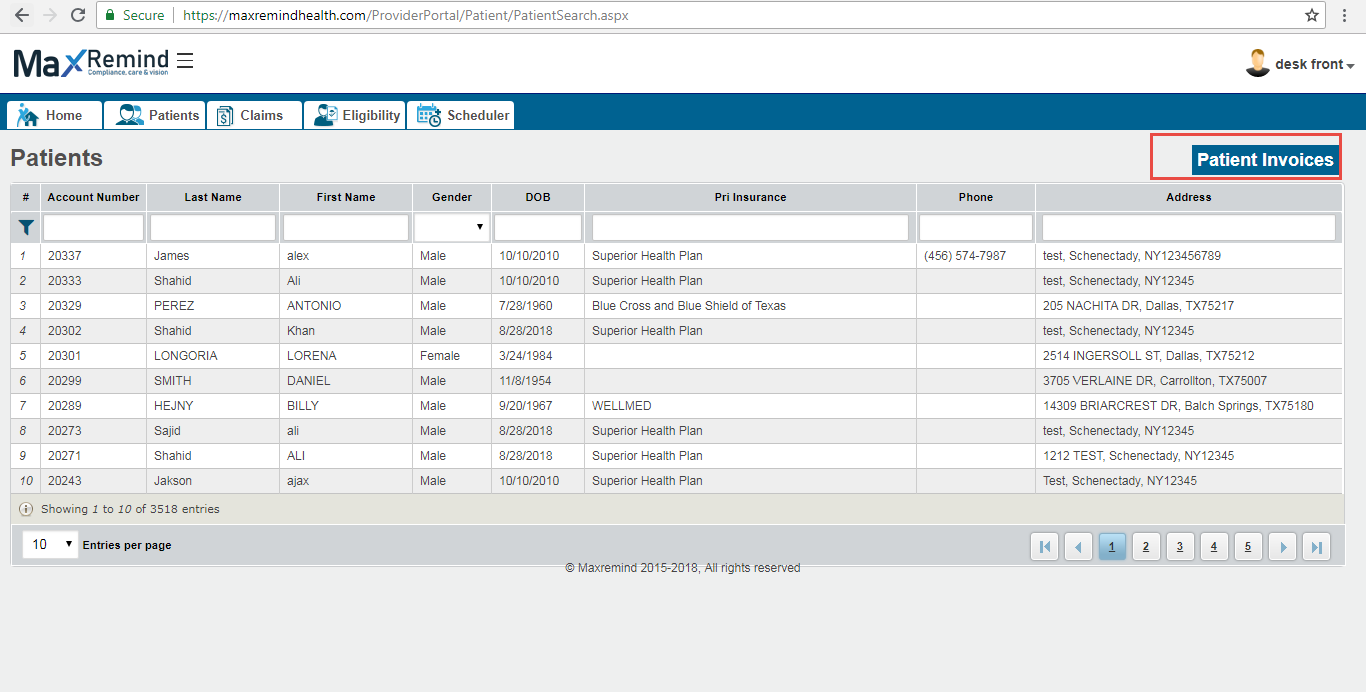 Secure https://maxremindhealth.com/ProviderPortal/Patient/PatientSearch.aspx
MaxRemind
Compliance, care & vision
desk front
Home Patients Claims Eligibility Scheduler
Patients Patient Invoices
# Account Number Last Name First Name Gender DOB Pri Insurance Phone Address
1 20337 James alex Male 10/10/2010 Superior Health Plan (456) 574-7987 test, Schenectady, NY123456789
2 20333 Shahid Ali Male 10/10/2010 Superior Health Plan test, Schenectady, NY12345
3 20329 PEREZ ANTONIO Male 7/28/1960 Blue Cross and Blue Shield of Texas 205 NACHITA DR, Dallas, TX75217
4 20302 Shahid Khan Male 8/28/2018 Superior Health Plan test, Schenectady, NY12345
5 20301 LONGORIA LORENA Female 3/24/1984 2514 INGERSOLL ST, Dallas, TX75212
6 20299 SMITH DANIEL Male 11/8/1954 3705 VERLAINE DR, Carrollton, TX75007
7 20289 HEJNY BILLY Male 9/20/1967 WELLMED 14309 BRIARCREST DR, Balch Springs, TX75180
8 20273 Sajid ali Male 8/28/2018 Superior Health Plan test, Schenectady, NY12345
9 20271 Shahid ALI Male 8/28/2018 Superior Health Plan 1212 TEST, Schenectady, NY12345
10 20243 Jakson ajax Male 10/10/2010 Superior Health Plan Test, Schenectady, NY12345
Showing 1 to 10 of 3518 entries
10 Entries per page 1 2 3 4 5
© Maxremind 2015-2018, All rights reserved